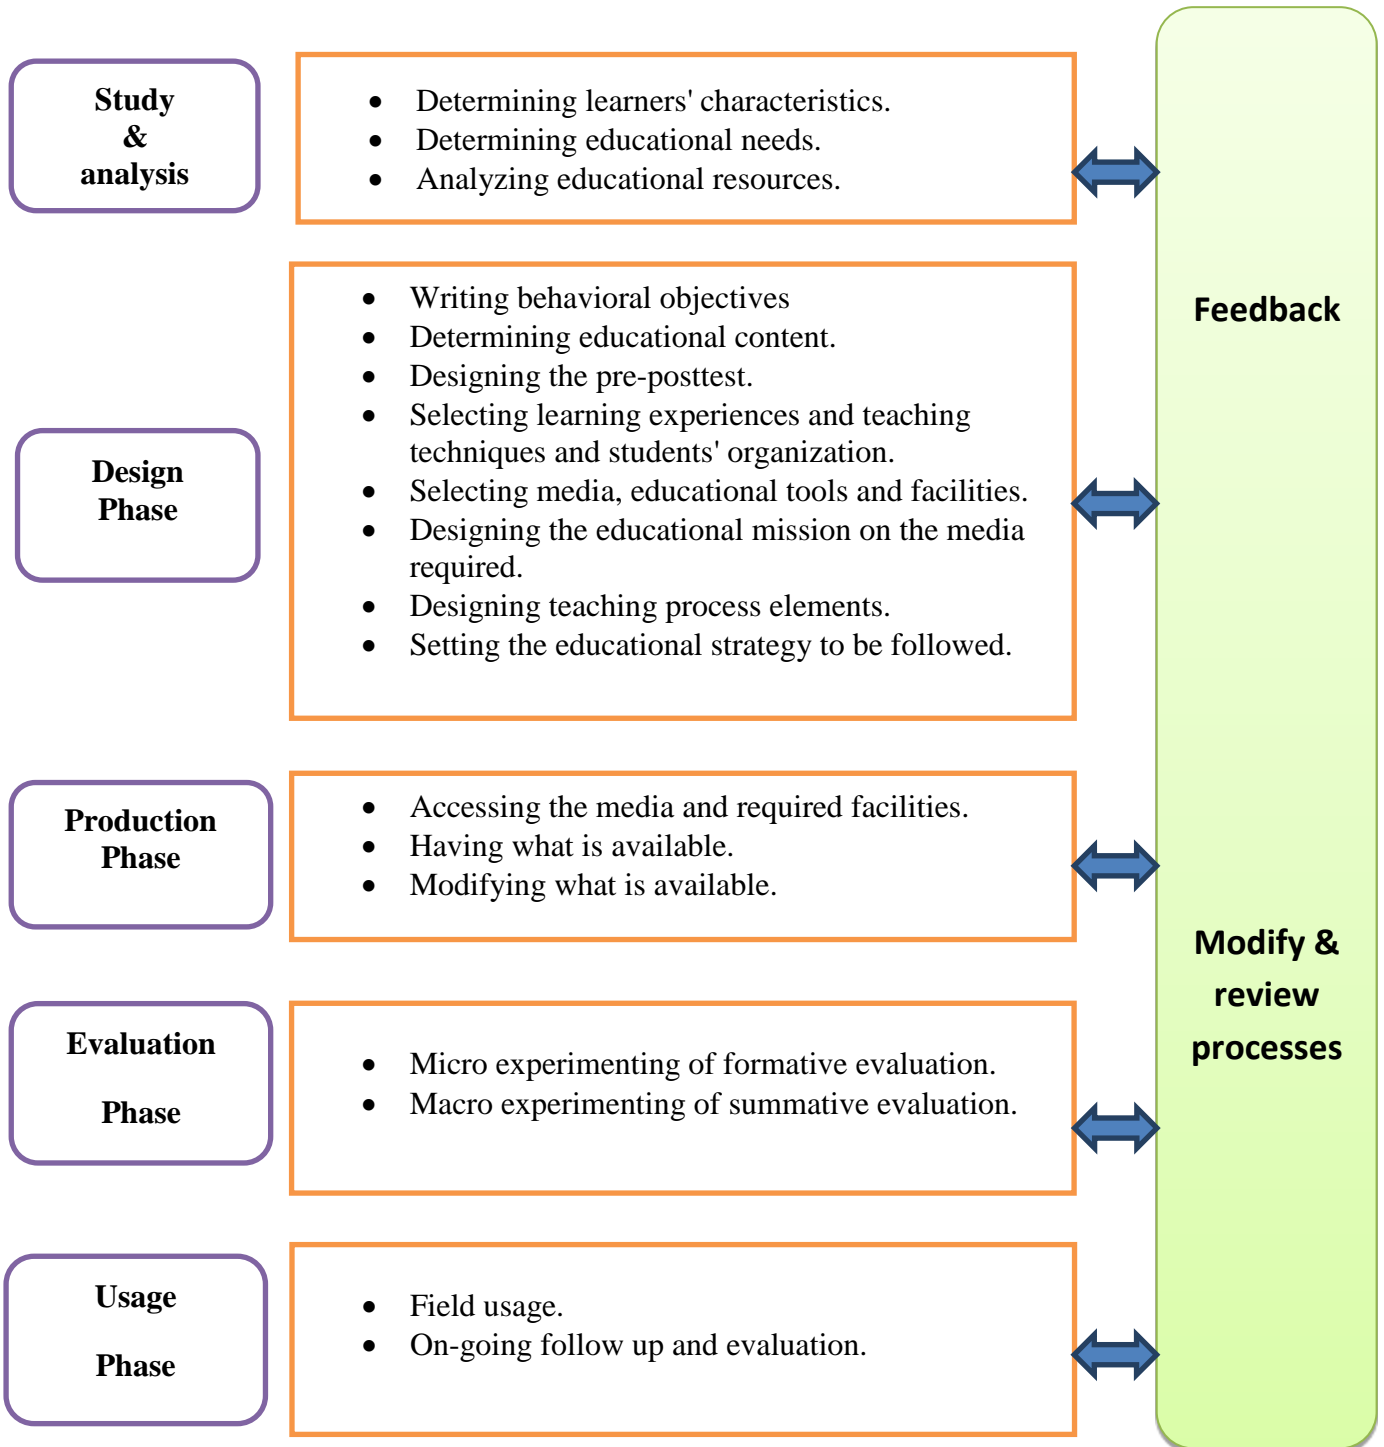 Study
&
analysis
• Determining learners' characteristics.
• Determining educational needs.
• Analyzing educational resources.
Design
Phase
• Writing behavioral objectives
• Determining educational content.
• Designing the pre-posttest.
• Selecting learning experiences and teaching
techniques and students' organization.
• Selecting media, educational tools and facilities.
• Designing the educational mission on the media
required.
• Designing teaching process elements.
• Setting the educational strategy to be followed.
Production
Phase
• Accessing the media and required facilities.
• Having what is available.
• Modifying what is available.
Evaluation
Phase
• Micro experimenting of formative evaluation.
• Macro experimenting of summative evaluation.
Usage
Phase
• Field usage.
• On-going follow up and evaluation.
Feedback
Modify &
review
processes